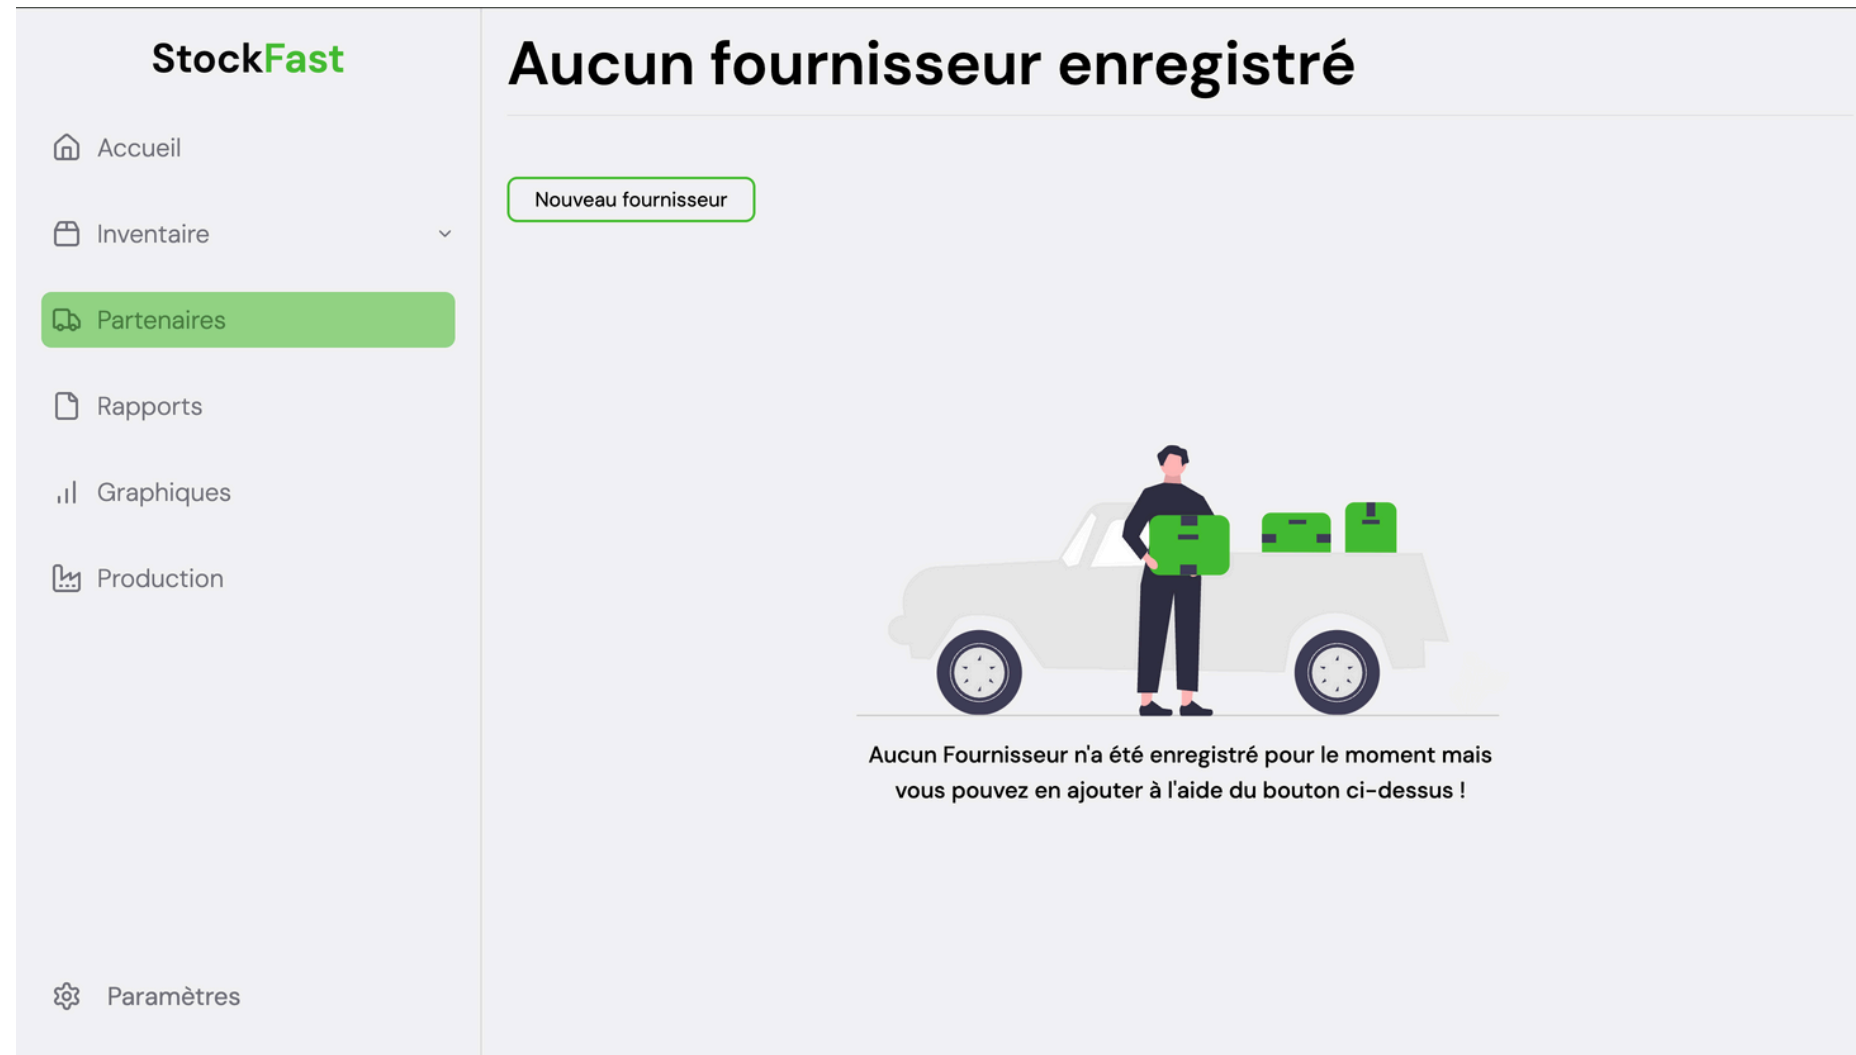 StockFast
Accueil
Inventaire
Partenaires
Rapports
Graphiques
Production
Paramètres
Aucun fournisseur enregistré
Nouveau fournisseur
Aucun Fournisseur n'a été enregistré pour le moment mais
vous pouvez en ajouter à l'aide du bouton ci-dessus !